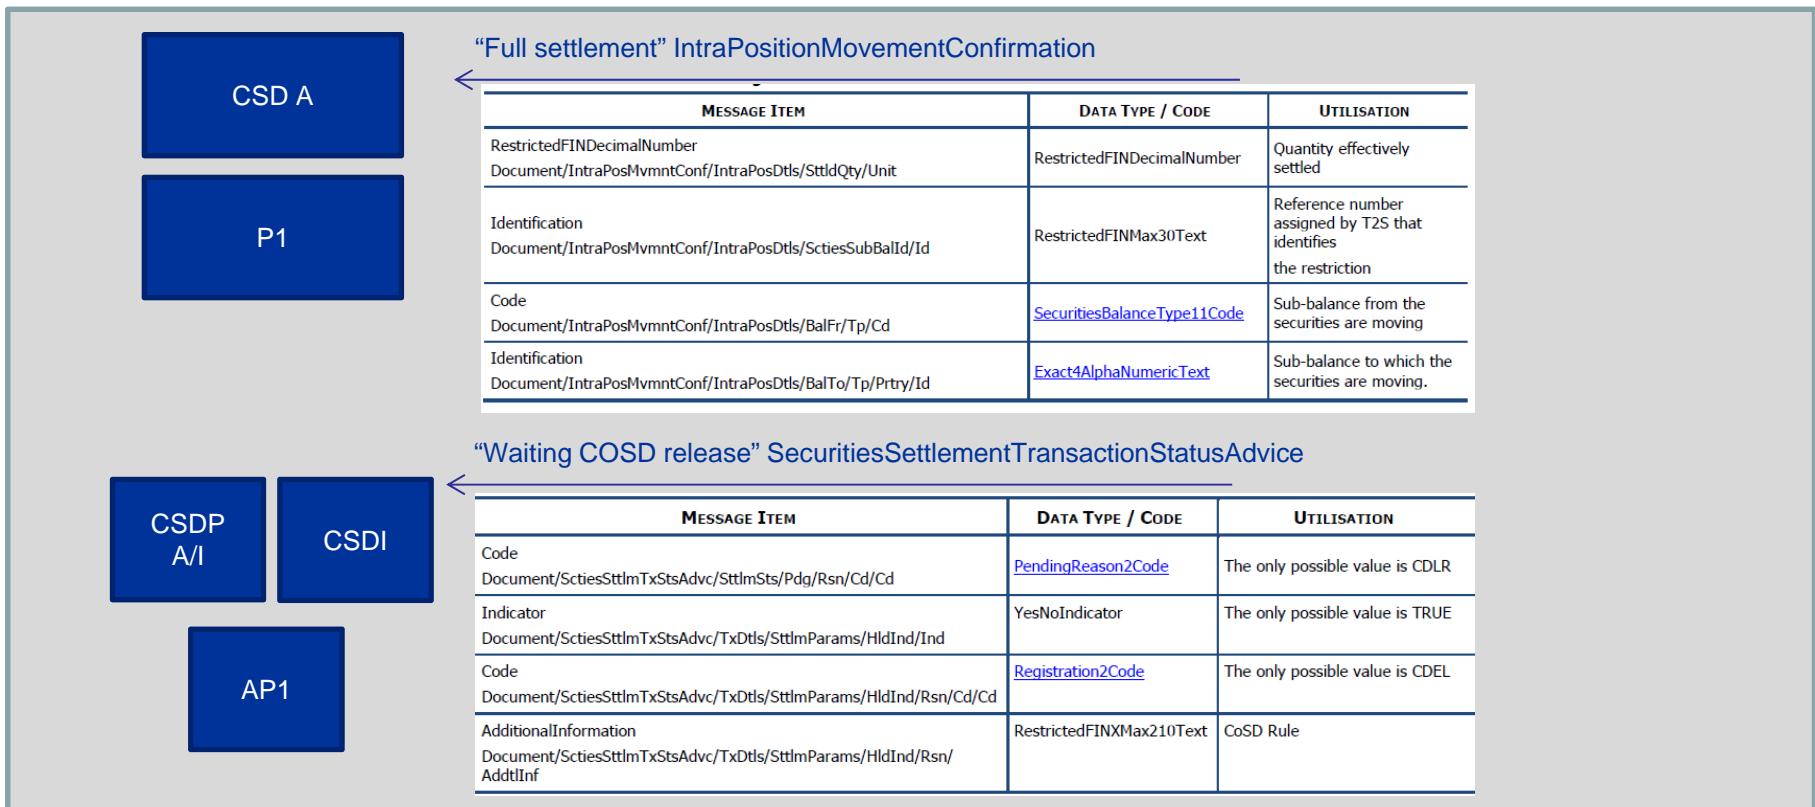 CSD A
P1
“Full settlement” IntraPositionMovementConfirmation
MESSAGE ITEM
DATA TYPE / CODE
UTILISATION
RestrictedFINDecimalNumber
Document/IntraPosMvmntConf/IntraPosDtls/SttldQty/Unit
RestrictedFINDecimalNumber
Quantity effectively
settled
Identification
Document/IntraPosMvmntConf/IntraPosDtls/SctiesSubBalId/Id
RestrictedFINMax30Text
Reference number
assigned by T2S that
identifies
the restriction
Code
Document/IntraPosMvmntConf/IntraPosDtls/BalFr/Tp/Cd
SecuritiesBalanceType11Code
Sub-balance from the
securities are moving
Identification
Document/IntraPosMvmntConf/IntraPosDtls/BalTo/Tp/Prtry/Id
Exact4AlphaNumericText
Sub-balance to which the
securities are moving.
“Waiting COSD release” SecuritiesSettlementTransactionStatusAdvice
CSDP
A/I
CSDI
AP1
MESSAGE ITEM
DATA TYPE / CODE
UTILISATION
Code
Document/SctiesSttlmTxStsAdvc/SttlmSts/Pdg/Rsn/Cd/Cd
PendingReason2Code
The only possible value is CDLR
Indicator
Document/SctiesSttlmTxStsAdvc/TxDtls/SttlmParams/HldInd/Ind
YesNoIndicator
The only possible value is TRUE
Code
Document/SctiesSttlmTxStsAdvc/TxDtls/SttlmParams/HldInd/Rsn/Cd/Cd
Registration2Code
The only possible value is CDEL
AdditionalInformation
Document/SctiesSttlmTxStsAdvc/TxDtls/SttlmParams/HldInd/Rsn/
AddtlInf
RestrictedFINXMax210Text
CoSD Rule